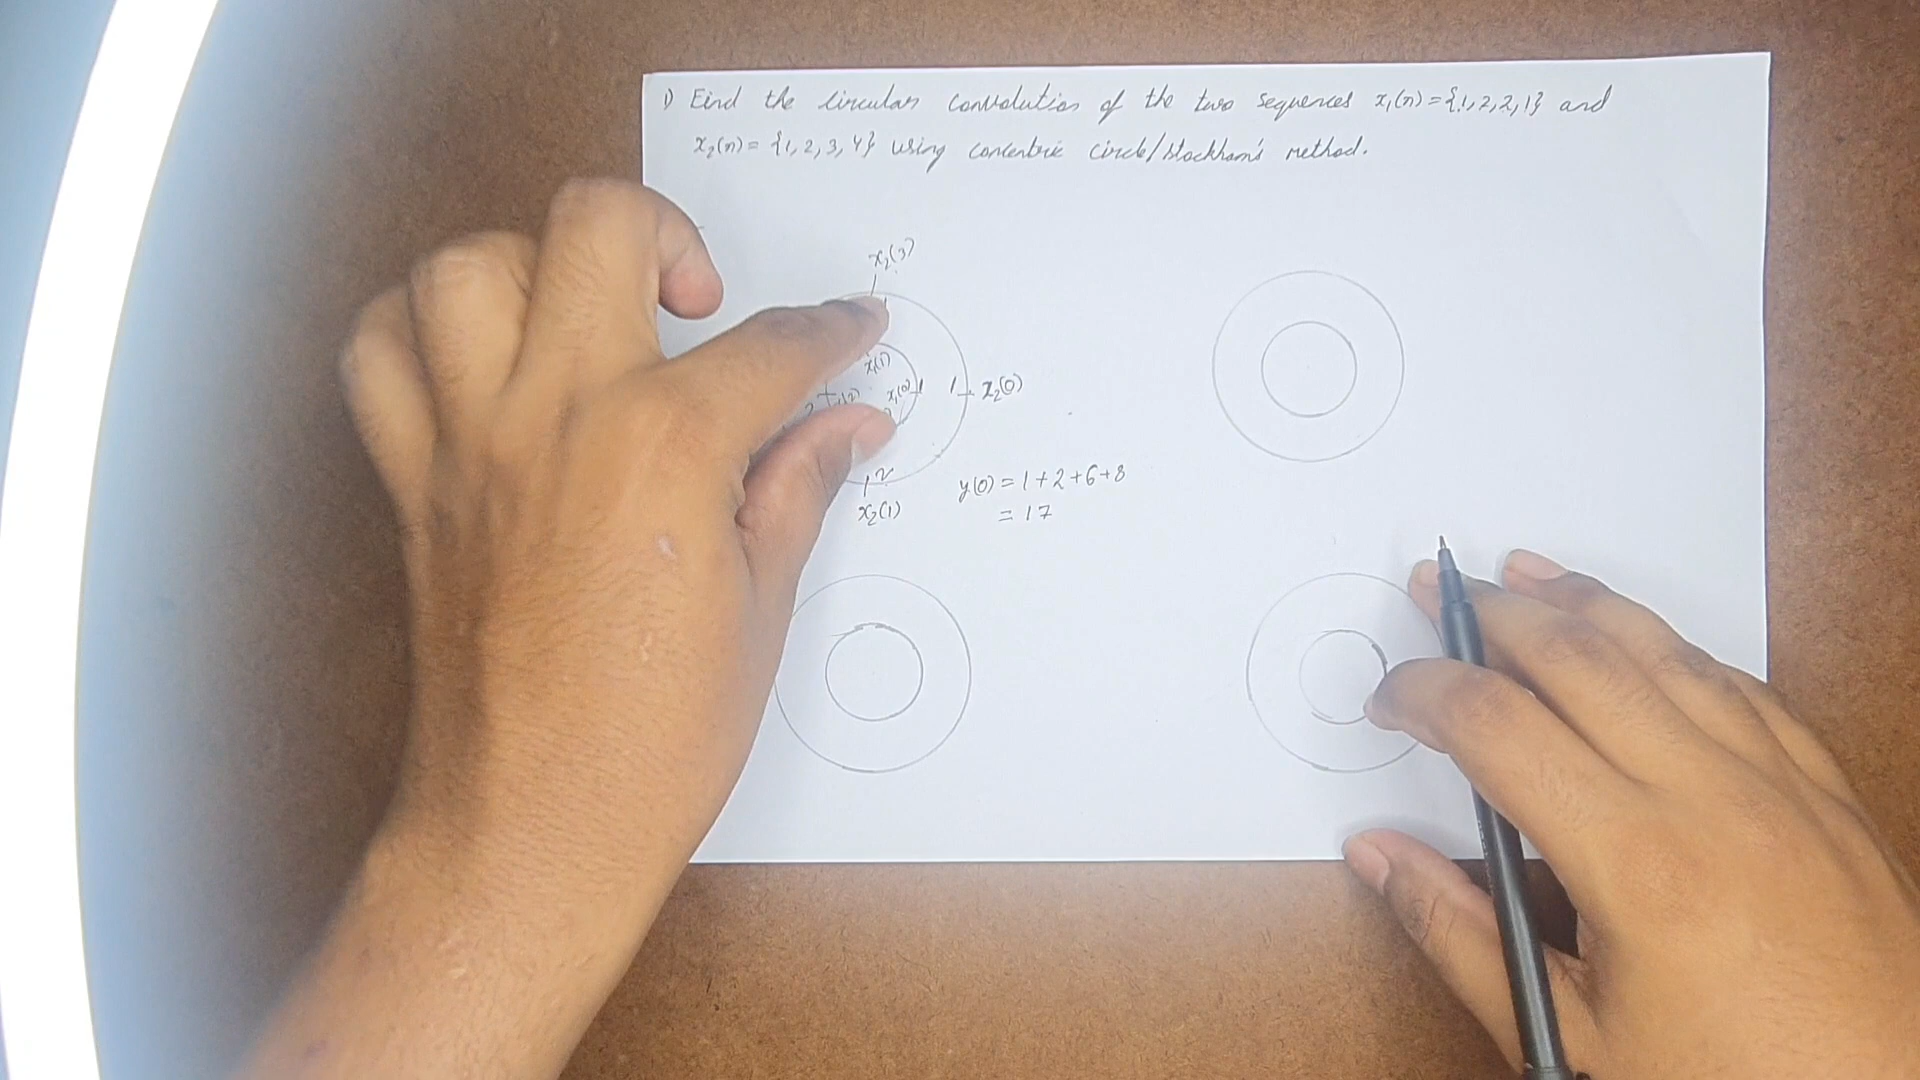 1) Find the circular convolution of the two sequences x₁(n)={1,2,2,1} and
x₂(n)= {1,2,3,4} using concentric circle/stockham's method.
x₂(3)
x₁(1)
x₁(0) 1 1 x₂(0)
2
x₂(1)
y(0) = 1+2+6+8
= 17